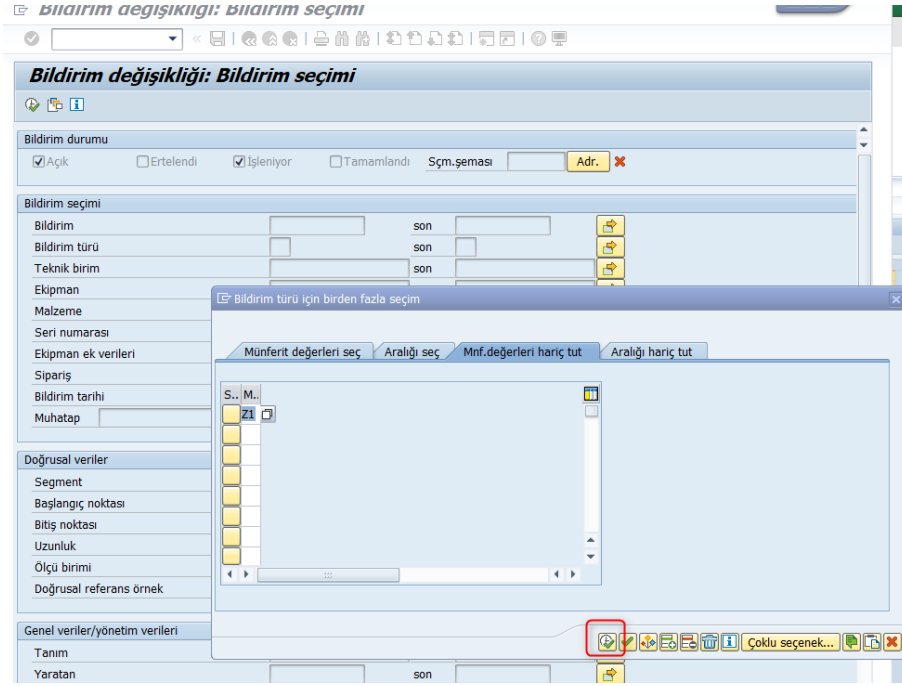 Bildirim değişikliği: Bildirim seçimi
Bildirim değişikliği: Bildirim seçimi
Bildirim durumu
Açık Ertelendi İşleniyor Tamamlandı Sçm.şeması Adr.
Bildirim seçimi
Bildirim son
Bildirim türü son
Teknik birim son
Ekipman
Bildirim türü için birden fazla seçim
Malzeme
Seri numarası
Ekipman ek verileri
Münferit değerleri seç Aralığı seç Mnf.değerleri hariç tut Aralığı hariç tut
Sipariş
Bildirim tarihi
S.. M..
Muhatap
Z1
Doğrusal veriler
Segment
Başlangıç noktası
Bitiş noktası
Uzunluk
Ölçü birimi
Doğrusal referans örnek
Genel veriler/yönetim verileri
Çoklu seçenek...
Tanım
Yaratan son